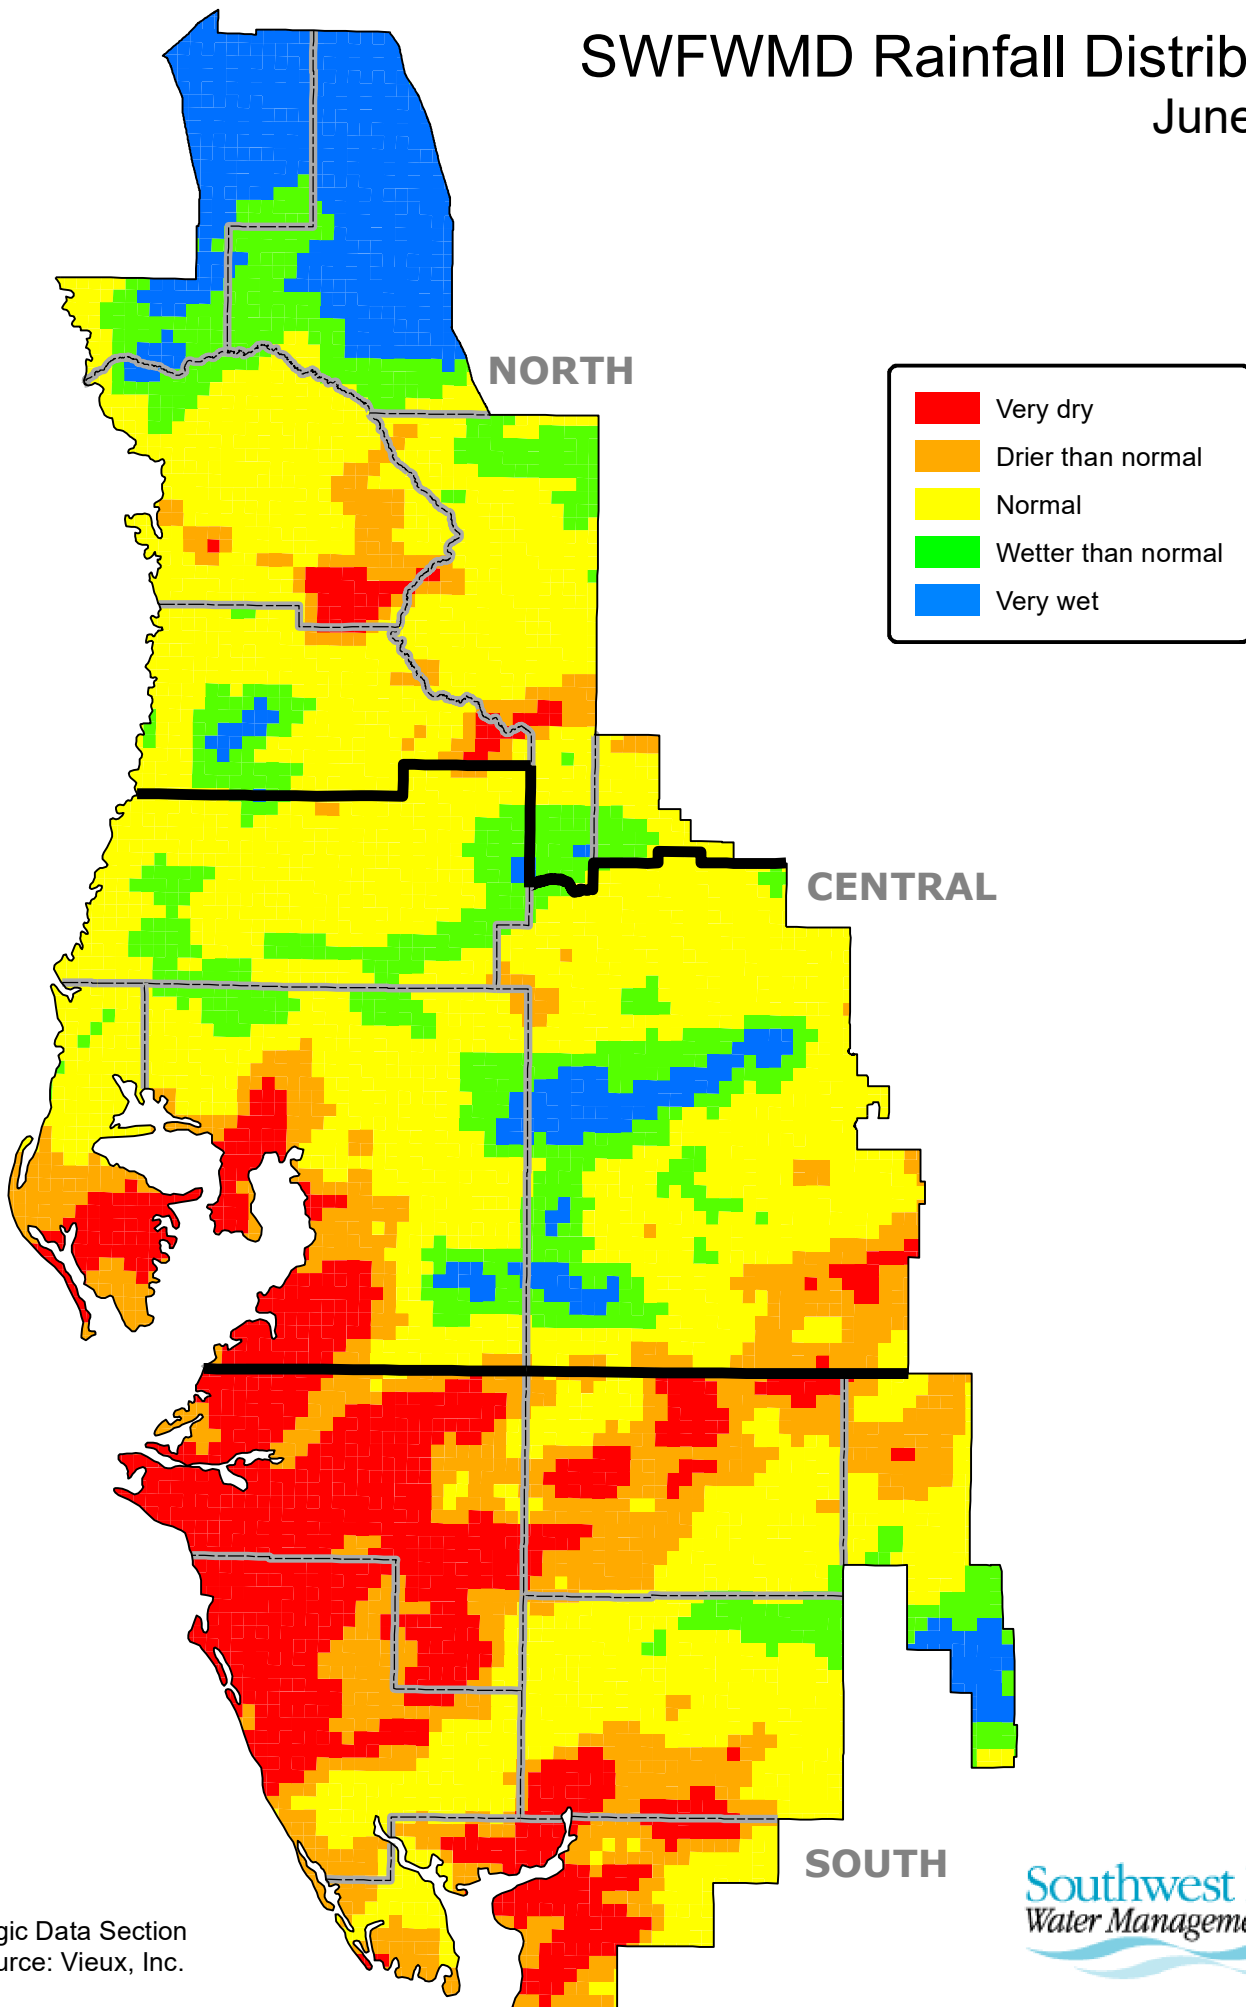 SWFWMD Rainfall Distrib
June
NORTH
Very dry
Drier than normal
Normal
Wetter than normal
Very wet
CENTRAL
SOUTH
Southwest
Water Manageme
gic Data Section
urce: Vieux, Inc.